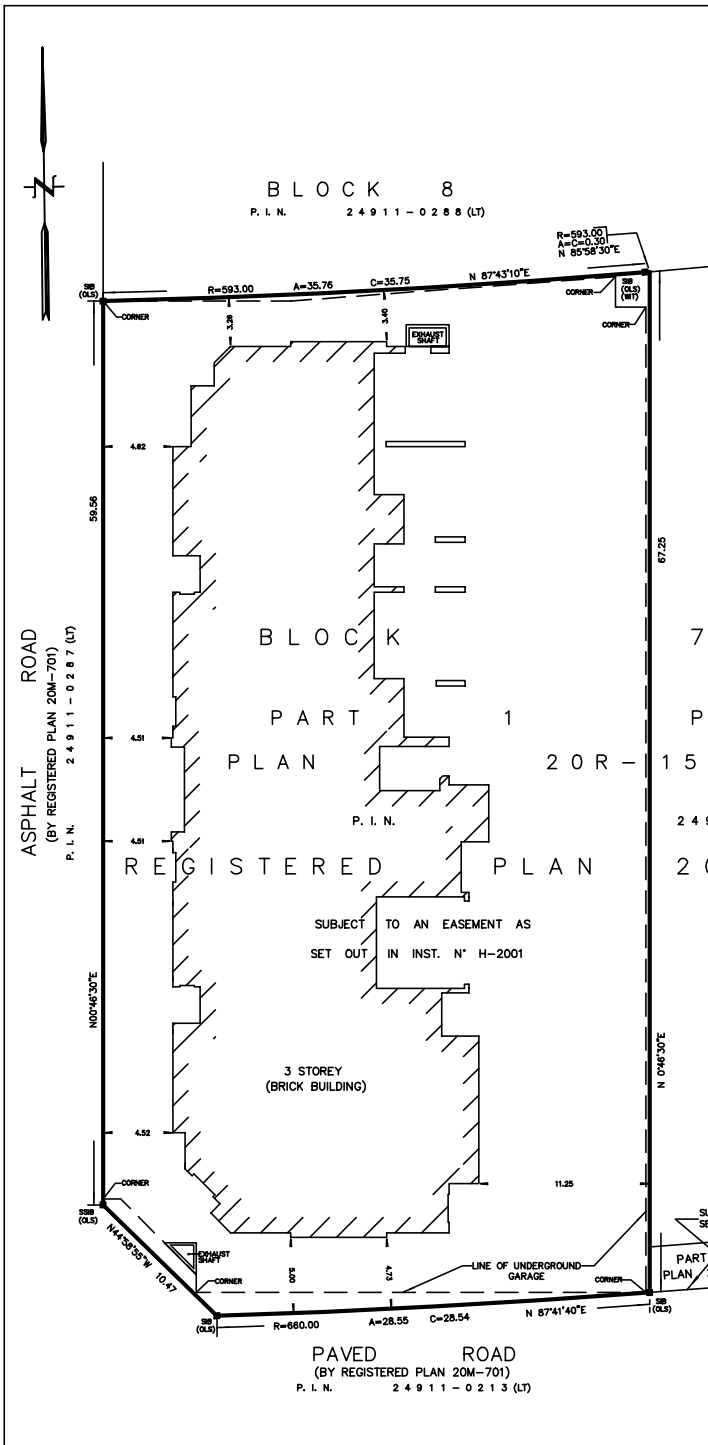 N
BLOCK 8
P. I. N. 24911-0288 (LT)
R=593.00
A=C=0.30
N 85°58'30"E
SIB
(OLS)
R=593.00 A=35.76 C=35.75 N 87°43'10"E
CORNER
CORNER
SIB
(OLS)
(WIT)
CORNER
3.26
3.40
EXHAUST
SHAFT
4.62
59.56
67.25
ASPHALT ROAD
(BY REGISTERED PLAN 20M-701)
P. I. N. 24911-0287 (LT)
BLOCK 7
PART 1 P
4.51
PLAN 20R-15
P. I. N. 249
4.51
REGISTERED PLAN 20
SUBJECT TO AN EASEMENT AS
SET OUT IN INST. N° H-2001
N00°46'30"E
N 0°46'30"E
3 STOREY
(BRICK BUILDING)
4.52
11.25
CORNER
SSIB
(OLS)
N44°58'55"W 10.47
EXHAUST
SHAFT
SU
SE
5.00
4.73
LINE OF UNDERGROUND
GARAGE
PART
PLAN
CORNER
CORNER
SIB
(OLS)
SIB
(OLS)
R=660.00 A=28.55 C=28.54 N 87°41'40"E
PAVED ROAD
(BY REGISTERED PLAN 20M-701)
P. I. N. 24911-0213 (LT)